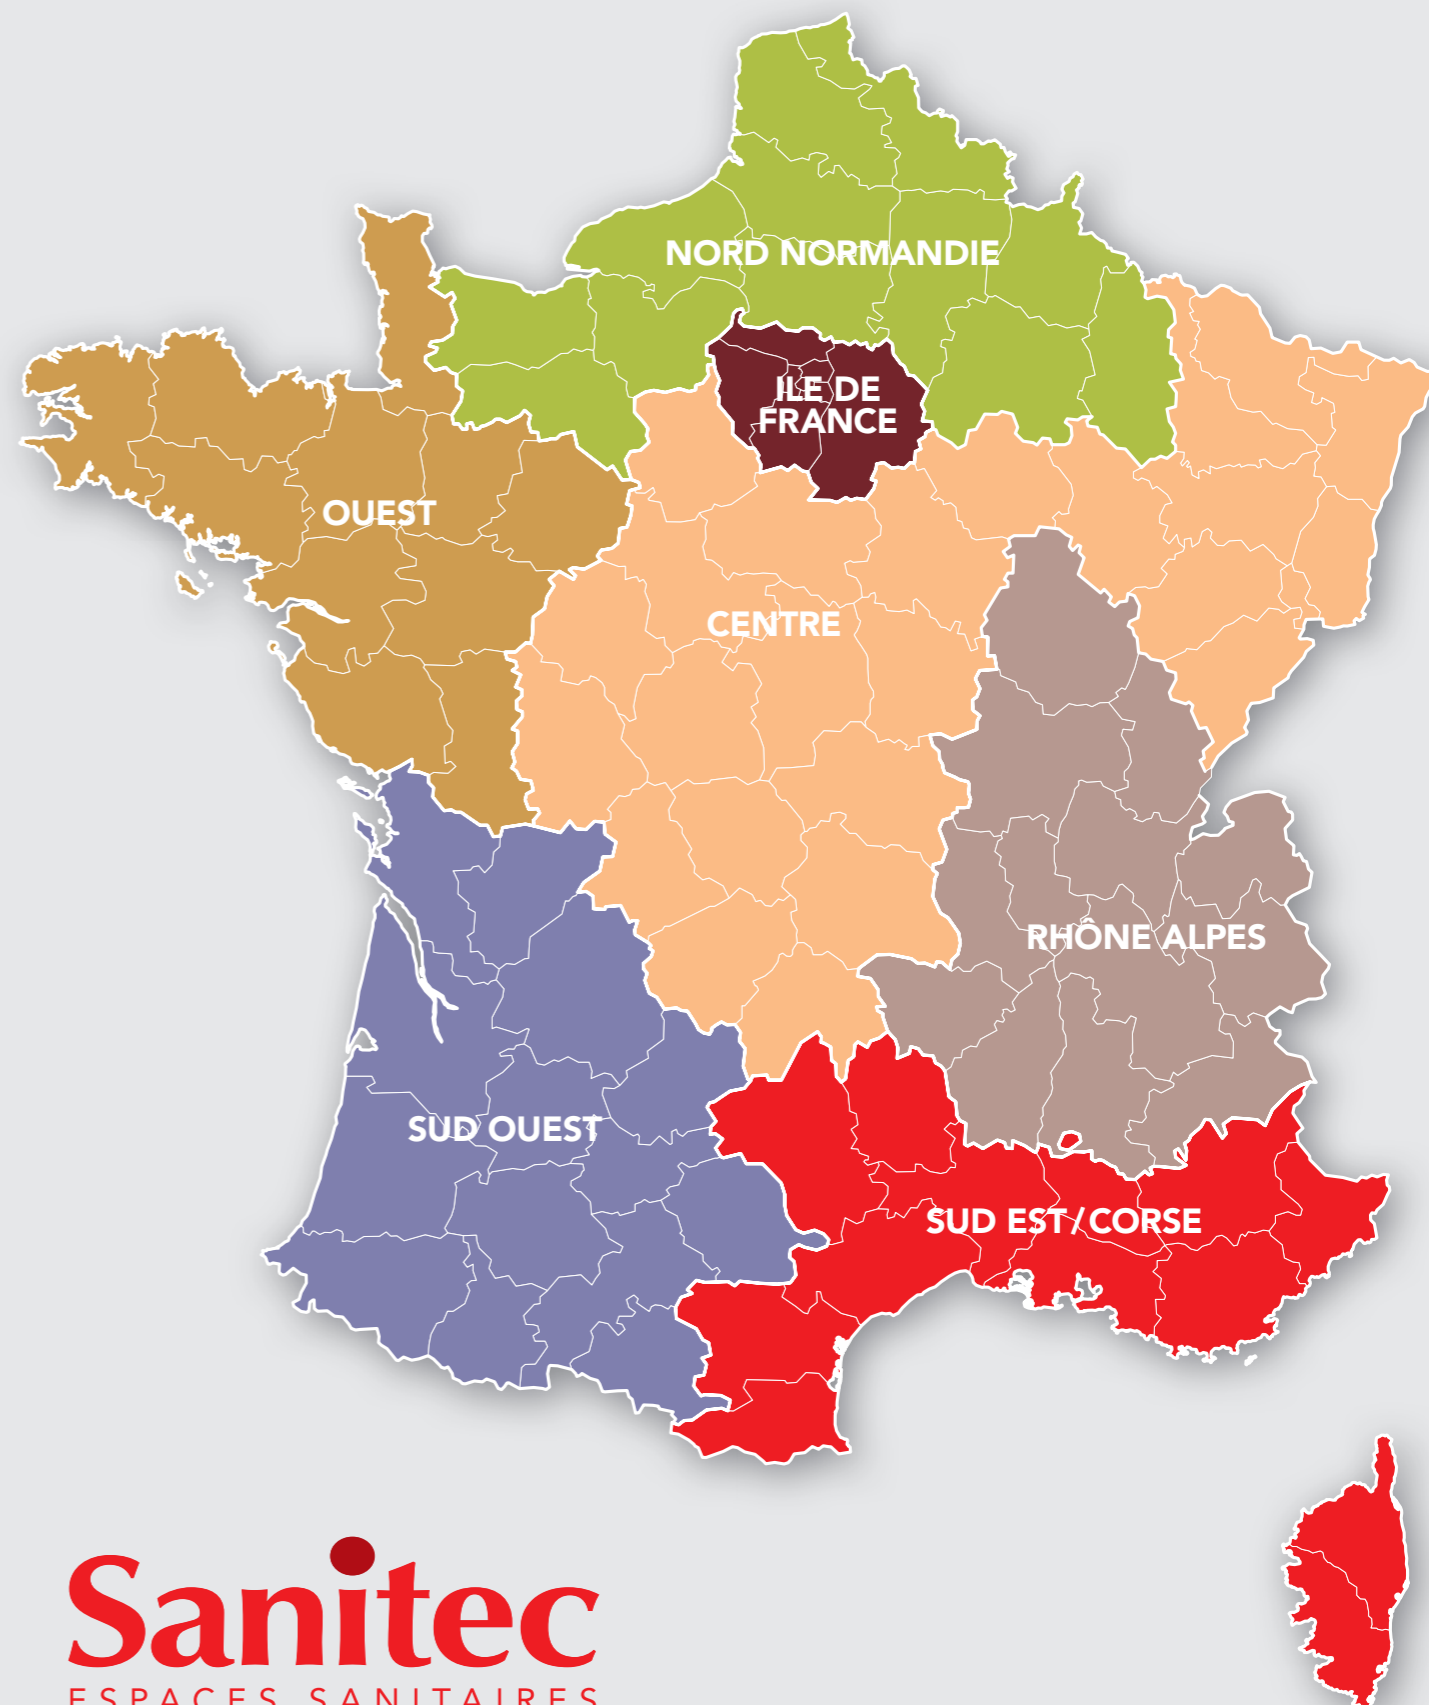 NORD NORMANDIE
ILE DE
FRANCE
OUEST
CENTRE
RHÔNE ALPES
SUD OUEST
SUD EST/CORSE
Sanitec
ESPACES SANITAIRES